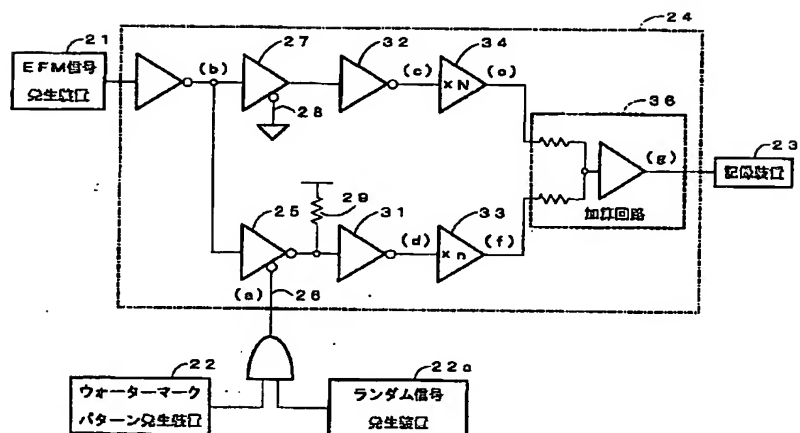 24
21
EFM信号
発生装置
(b)
27
28
32
(c)
34
×N
(e)
36
(g)
加算回路
23
記録装置
25
29
31
(d)
33
×n
(f)
(a)
26
22
ウォーターマーク
パターン発生装置
22a
ランダム信号
発生装置